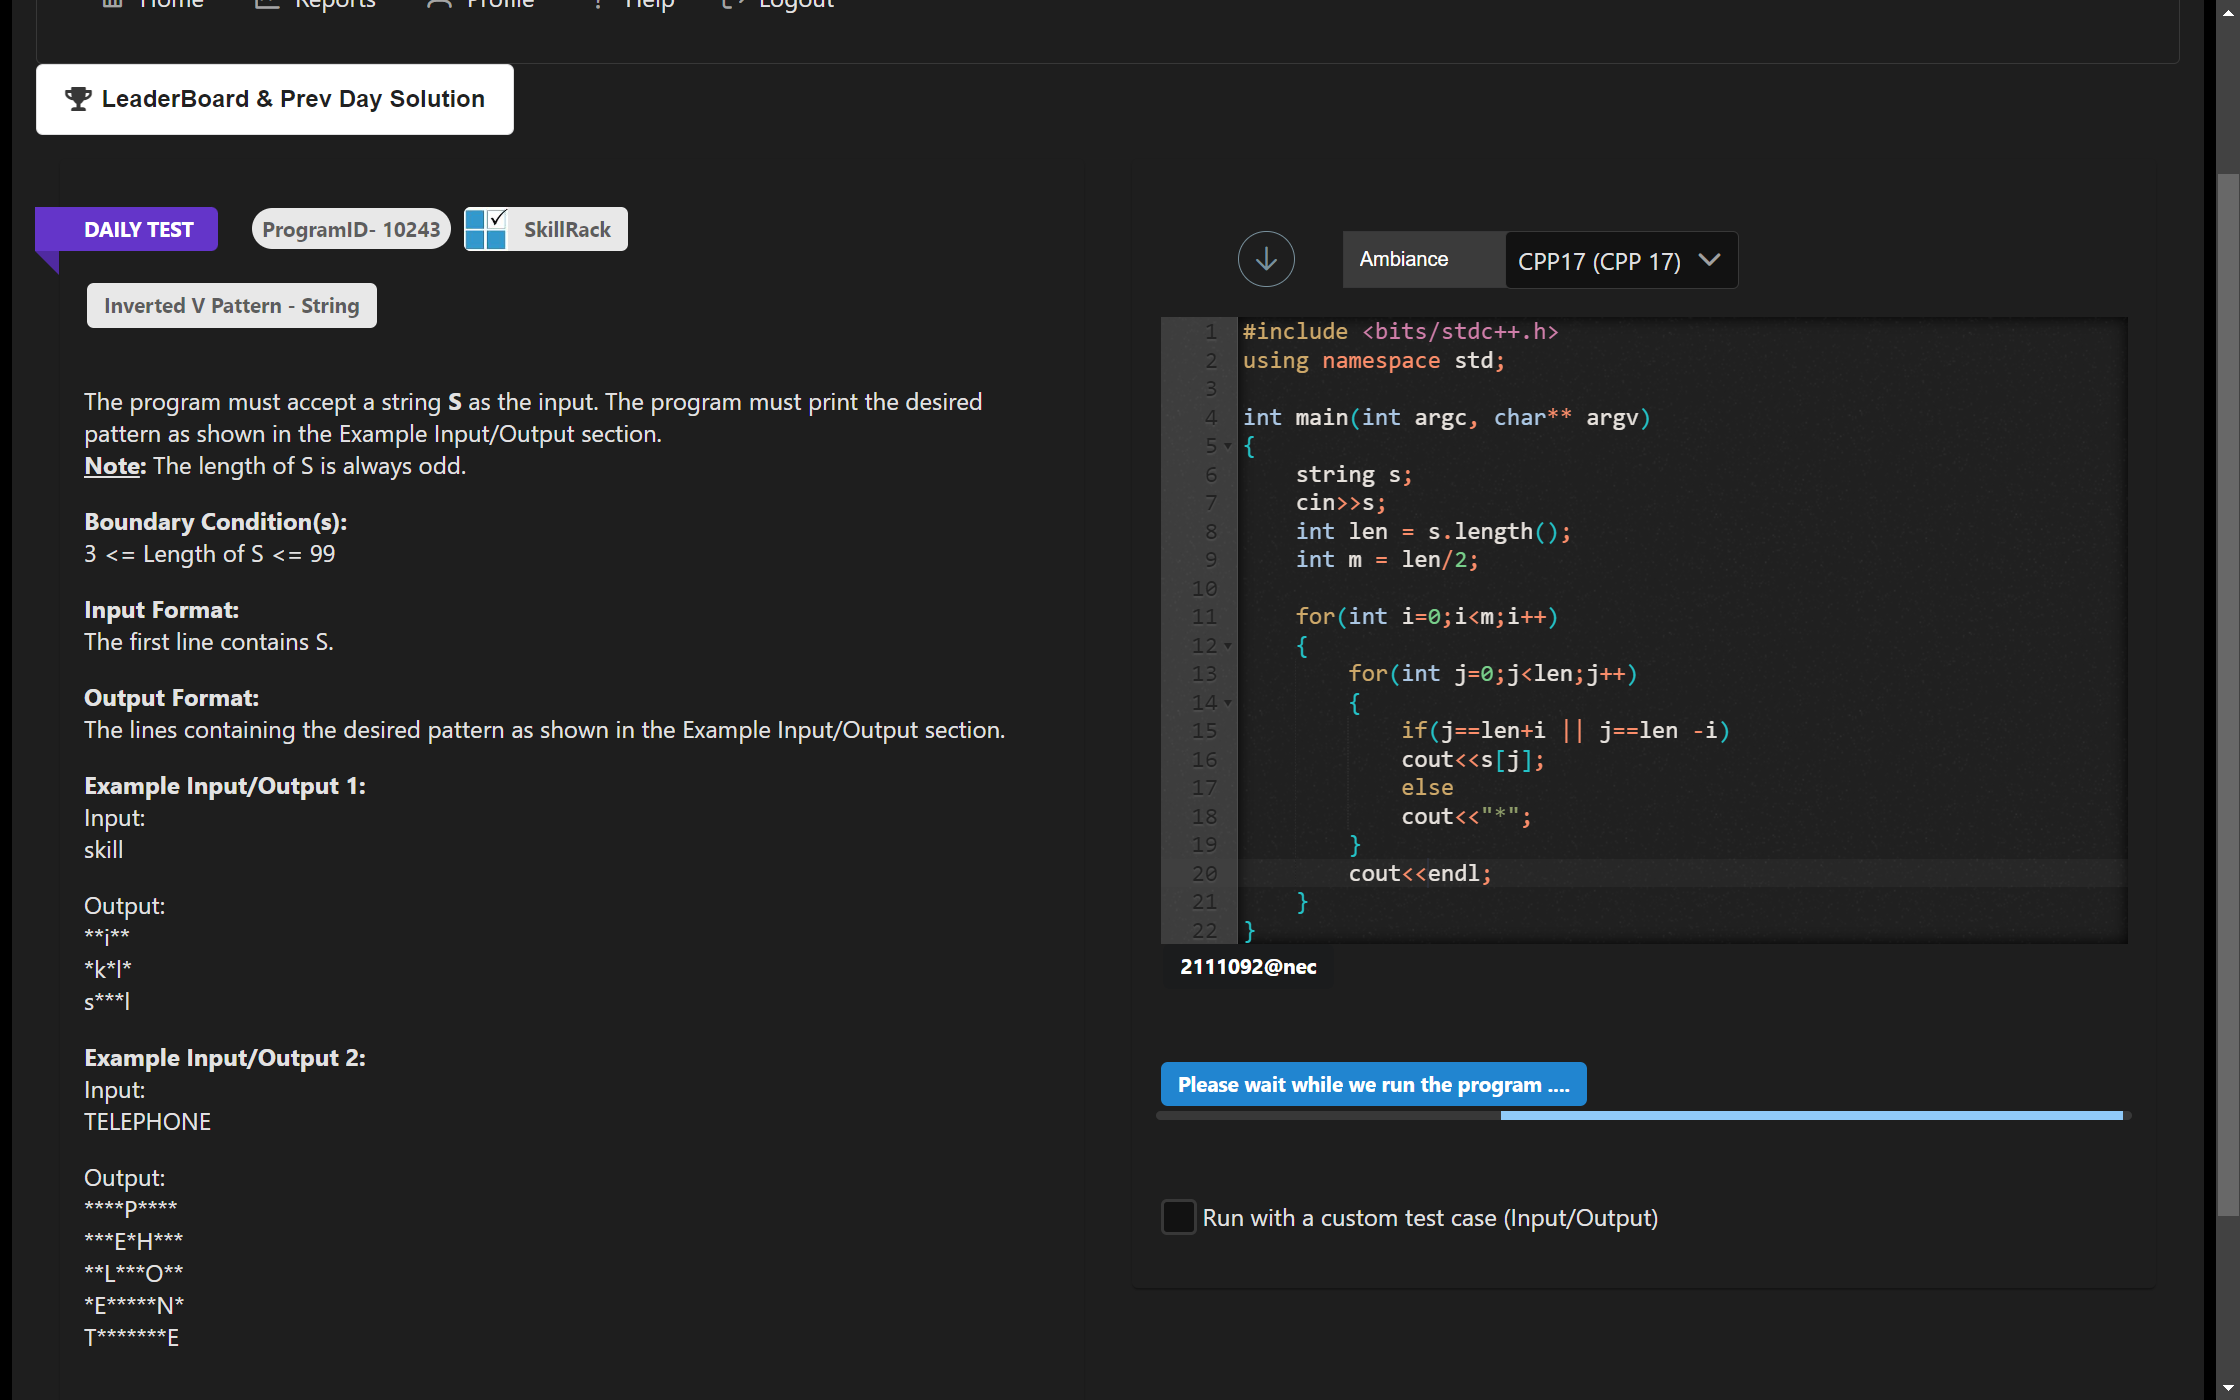 Home Reports Profile Help Logout
LeaderBoard & Prev Day Solution
DAILY TEST ProgramID- 10243 SkillRack
Inverted V Pattern - String
The program must accept a string S as the input. The program must print the desired
pattern as shown in the Example Input/Output section.
Note: The length of S is always odd.
Boundary Condition(s):
3 <= Length of S <= 99
Input Format:
The first line contains S.
Output Format:
The lines containing the desired pattern as shown in the Example Input/Output section.
Example Input/Output 1:
Input:
skill
Output:
**i**
*k*l*
s***l
Example Input/Output 2:
Input:
TELEPHONE
Output:
****P****
***E*H***
**L***O**
*E*****N*
T*******E
Ambiance CPP17 (CPP 17)
1 #include <bits/stdc++.h>
2 using namespace std;
3
4 int main(int argc, char** argv)
5 {
6     string s;
7     cin>>s;
8     int len = s.length();
9     int m = len/2;
10
11     for(int i=0;i<m;i++)
12     {
13         for(int j=0;j<len;j++)
14         {
15             if(j==len+i || j==len -i)
16             cout<<s[j];
17             else
18             cout<<"*";
19         }
20         cout<<endl;
21     }
22 }
2111092@nec
Please wait while we run the program ....
Run with a custom test case (Input/Output)